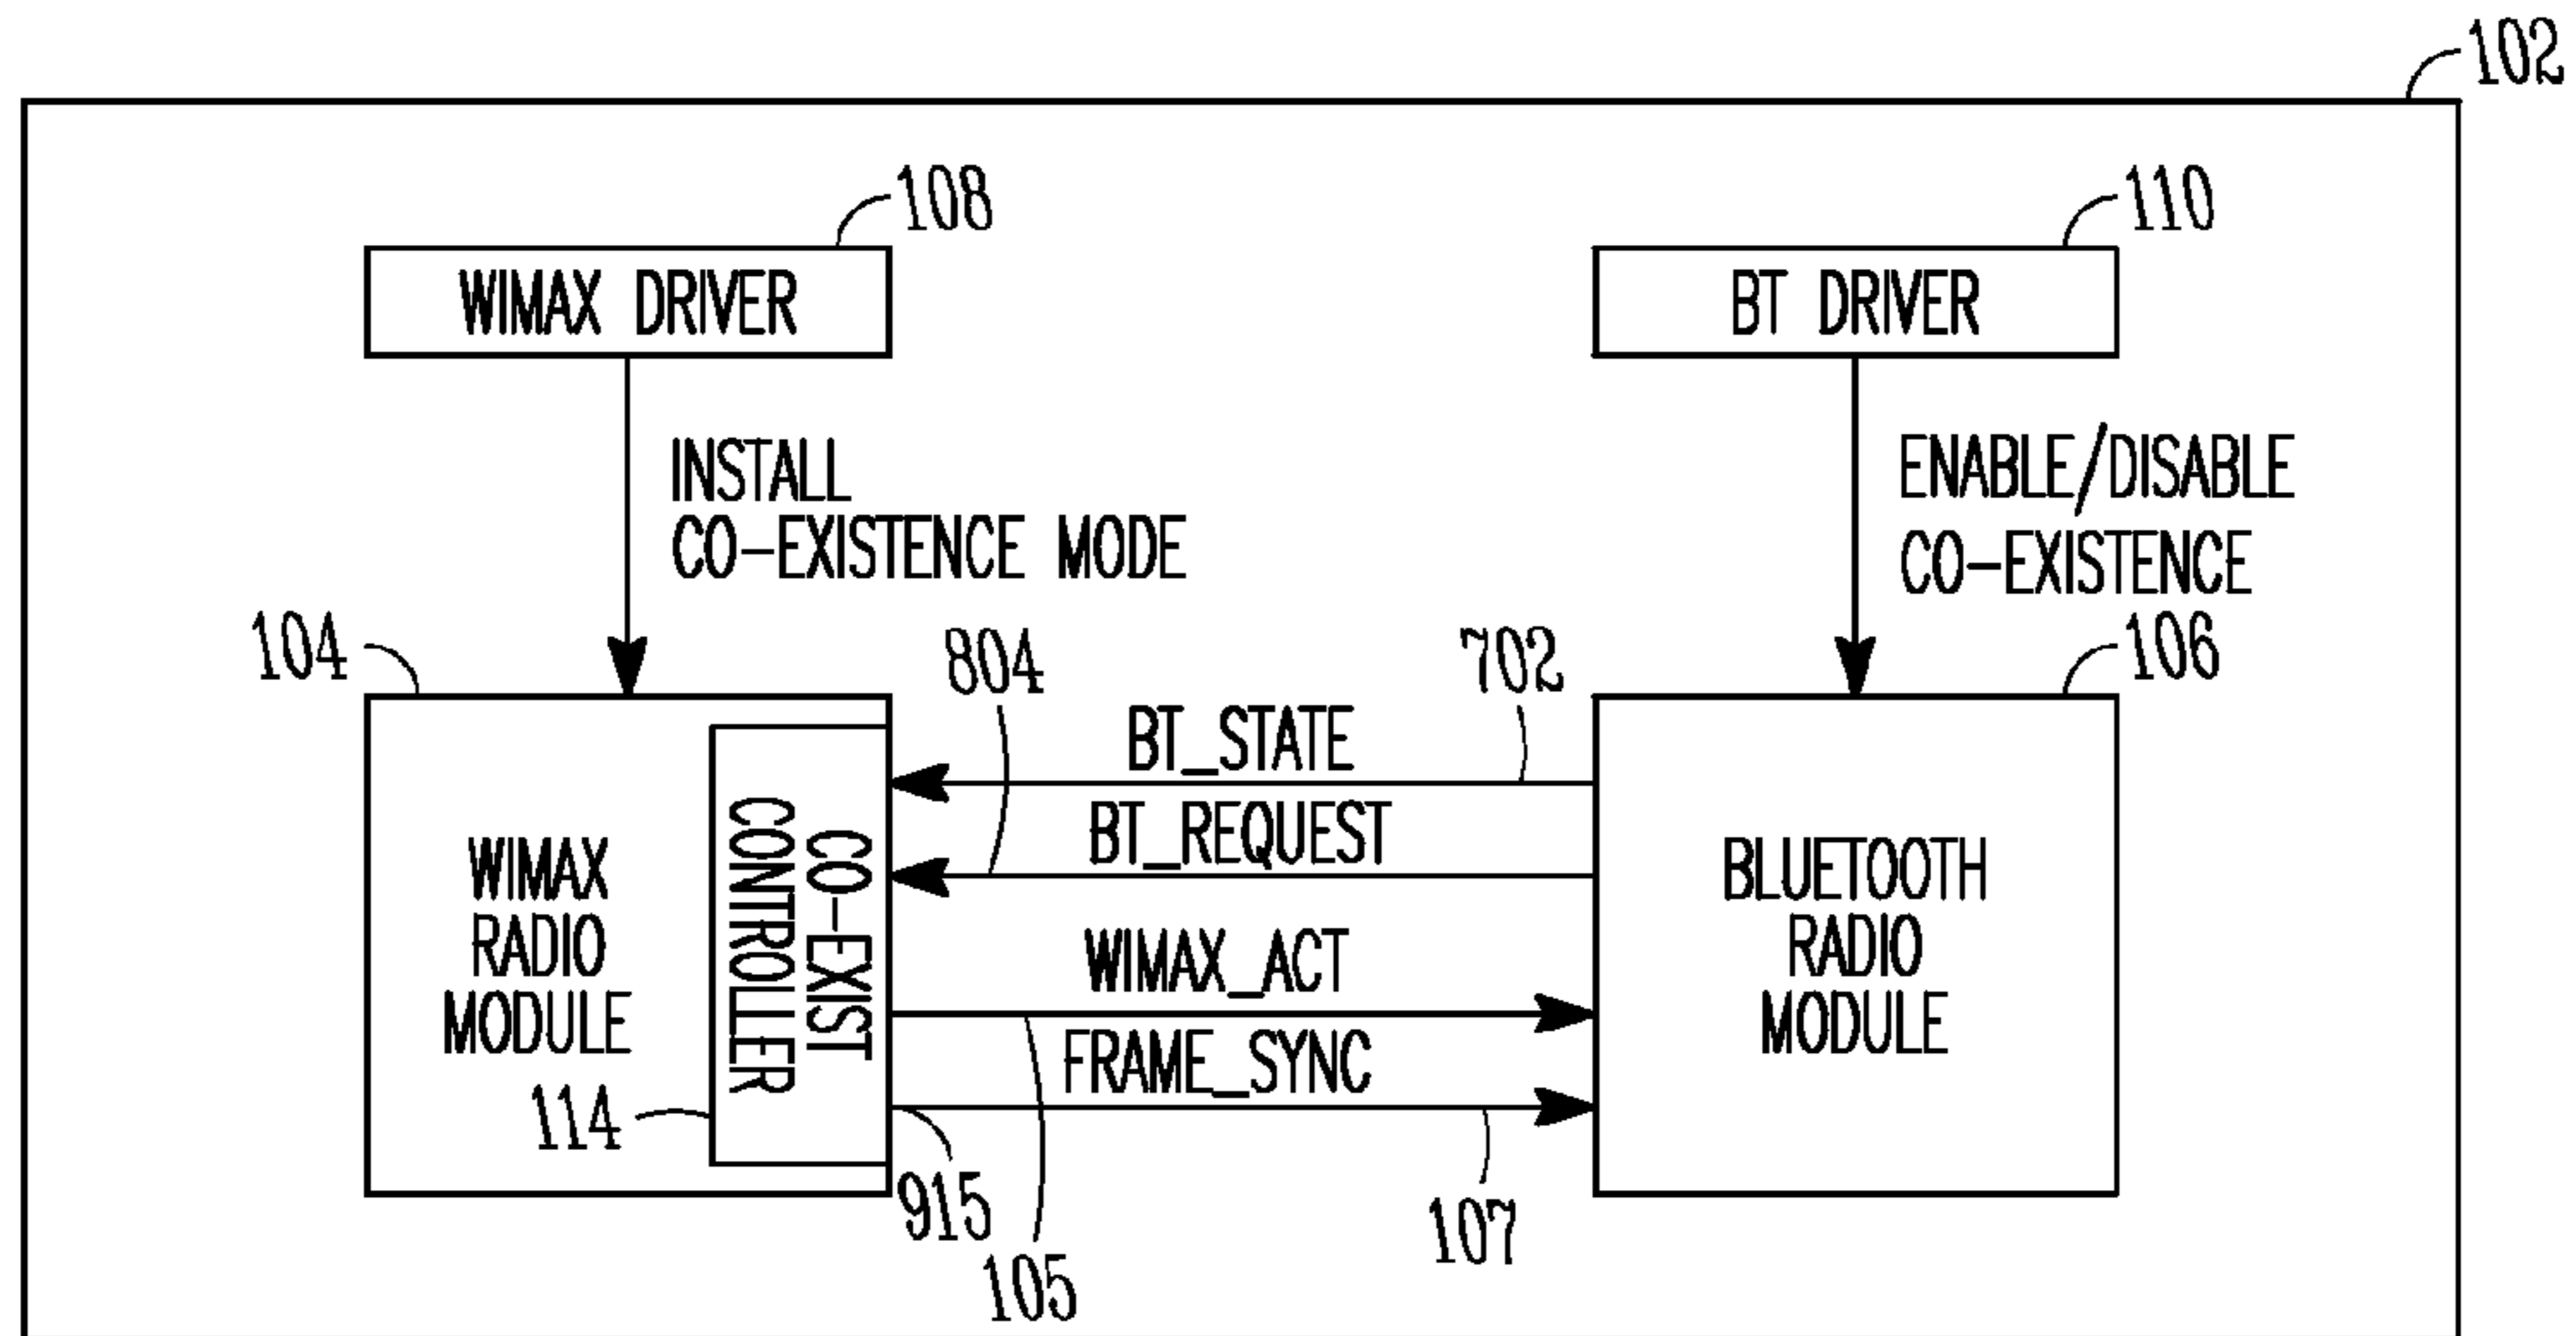 102
108
110
WIMAX DRIVER
BT DRIVER
INSTALL
CO-EXISTENCE MODE
ENABLE/DISABLE
CO-EXISTENCE
104
804
702
106
BT_STATE
BT_REQUEST
WIMAX_ACT
FRAME_SYNC
WIMAX
RADIO
MODULE
CO-EXIST
CONTROLLER
BLUETOOTH
RADIO
MODULE
114
915
105
107